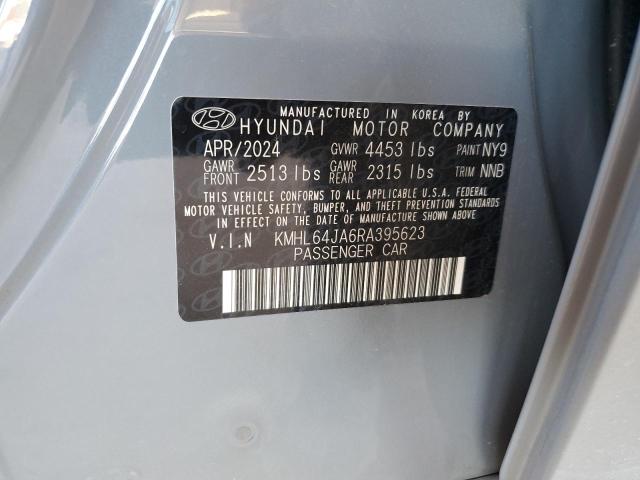 MANUFACTURED IN KOREA BY
HYUNDAI MOTOR COMPANY
APR/2024 GVWR 4453 lbs PAINT NY9
GAWR FRONT 2513 lbs GAWR REAR 2315 lbs TRIM NNB
THIS VEHICLE CONFORMS TO ALL APPLICABLE U.S.A. FEDERAL
MOTOR VEHICLE SAFETY, BUMPER, AND THEFT PREVENTION STANDARDS
IN EFFECT ON THE DATE OF MANUFACTURE SHOWN ABOVE.
V.I.N KMHL64JA6RA395623
PASSENGER CAR